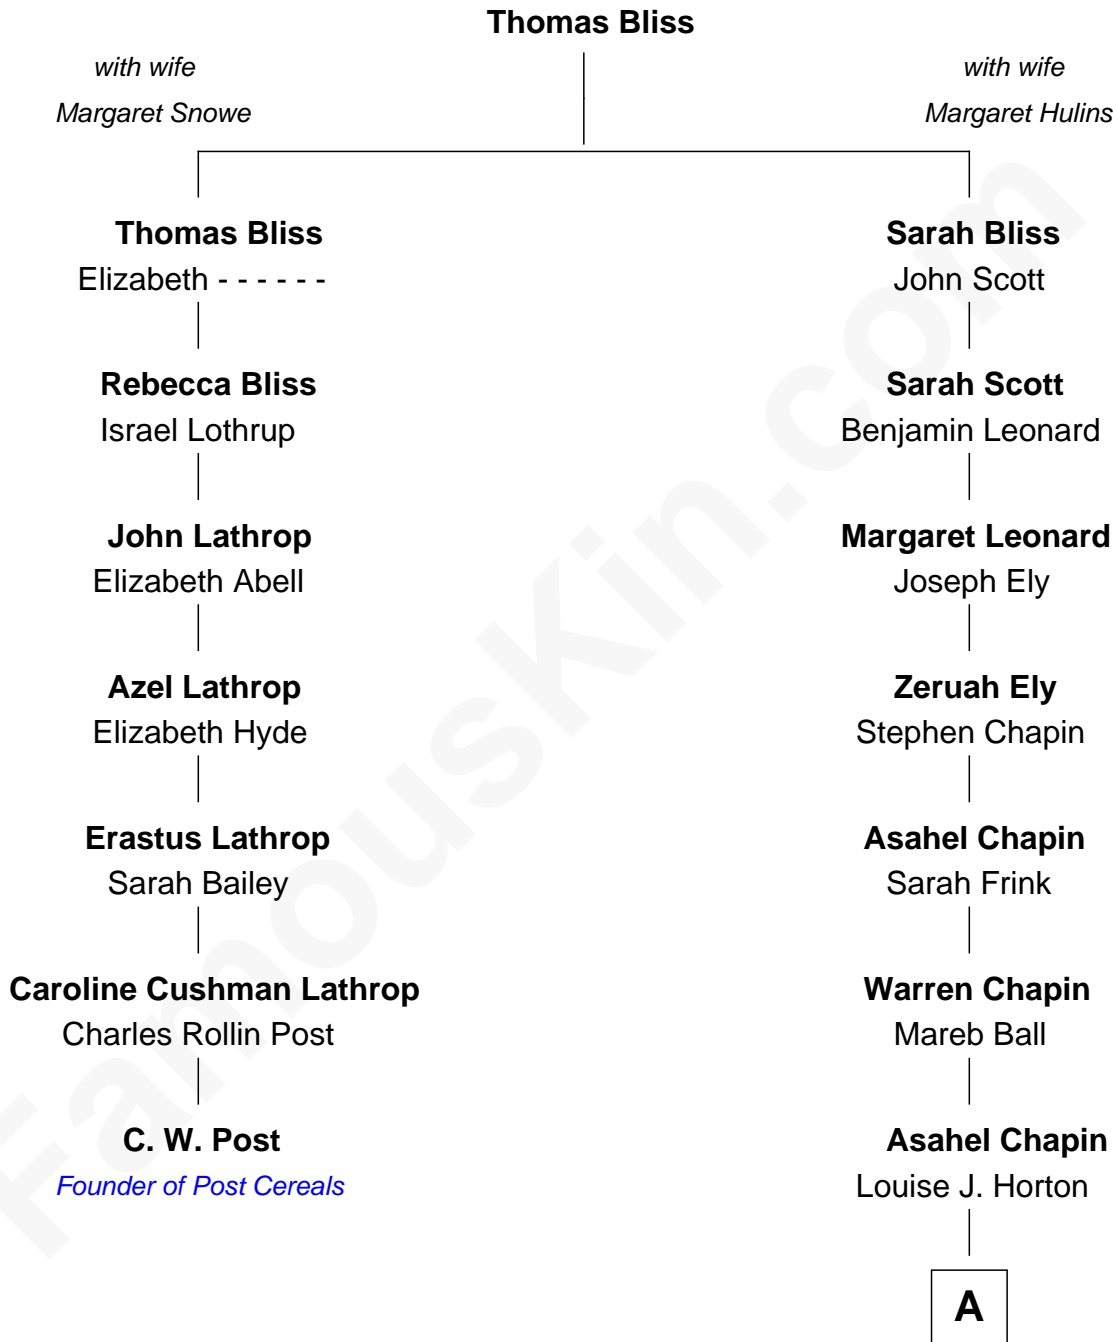 Thomas Bliss
with wife
Margaret Snowe
with wife
Margaret Hulins
Thomas Bliss
Elizabeth - - - - - -
Sarah Bliss
John Scott
Rebecca Bliss
Israel Lothrup
Sarah Scott
Benjamin Leonard
John Lathrop
Elizabeth Abell
Margaret Leonard
Joseph Ely
Azel Lathrop
Elizabeth Hyde
Zeruah Ely
Stephen Chapin
Erastus Lathrop
Sarah Bailey
Asahel Chapin
Sarah Frink
Caroline Cushman Lathrop
Charles Rollin Post
Warren Chapin
Mareb Ball
C. W. Post
Founder of Post Cereals
Asahel Chapin
Louise J. Horton
A
FamousKin.com